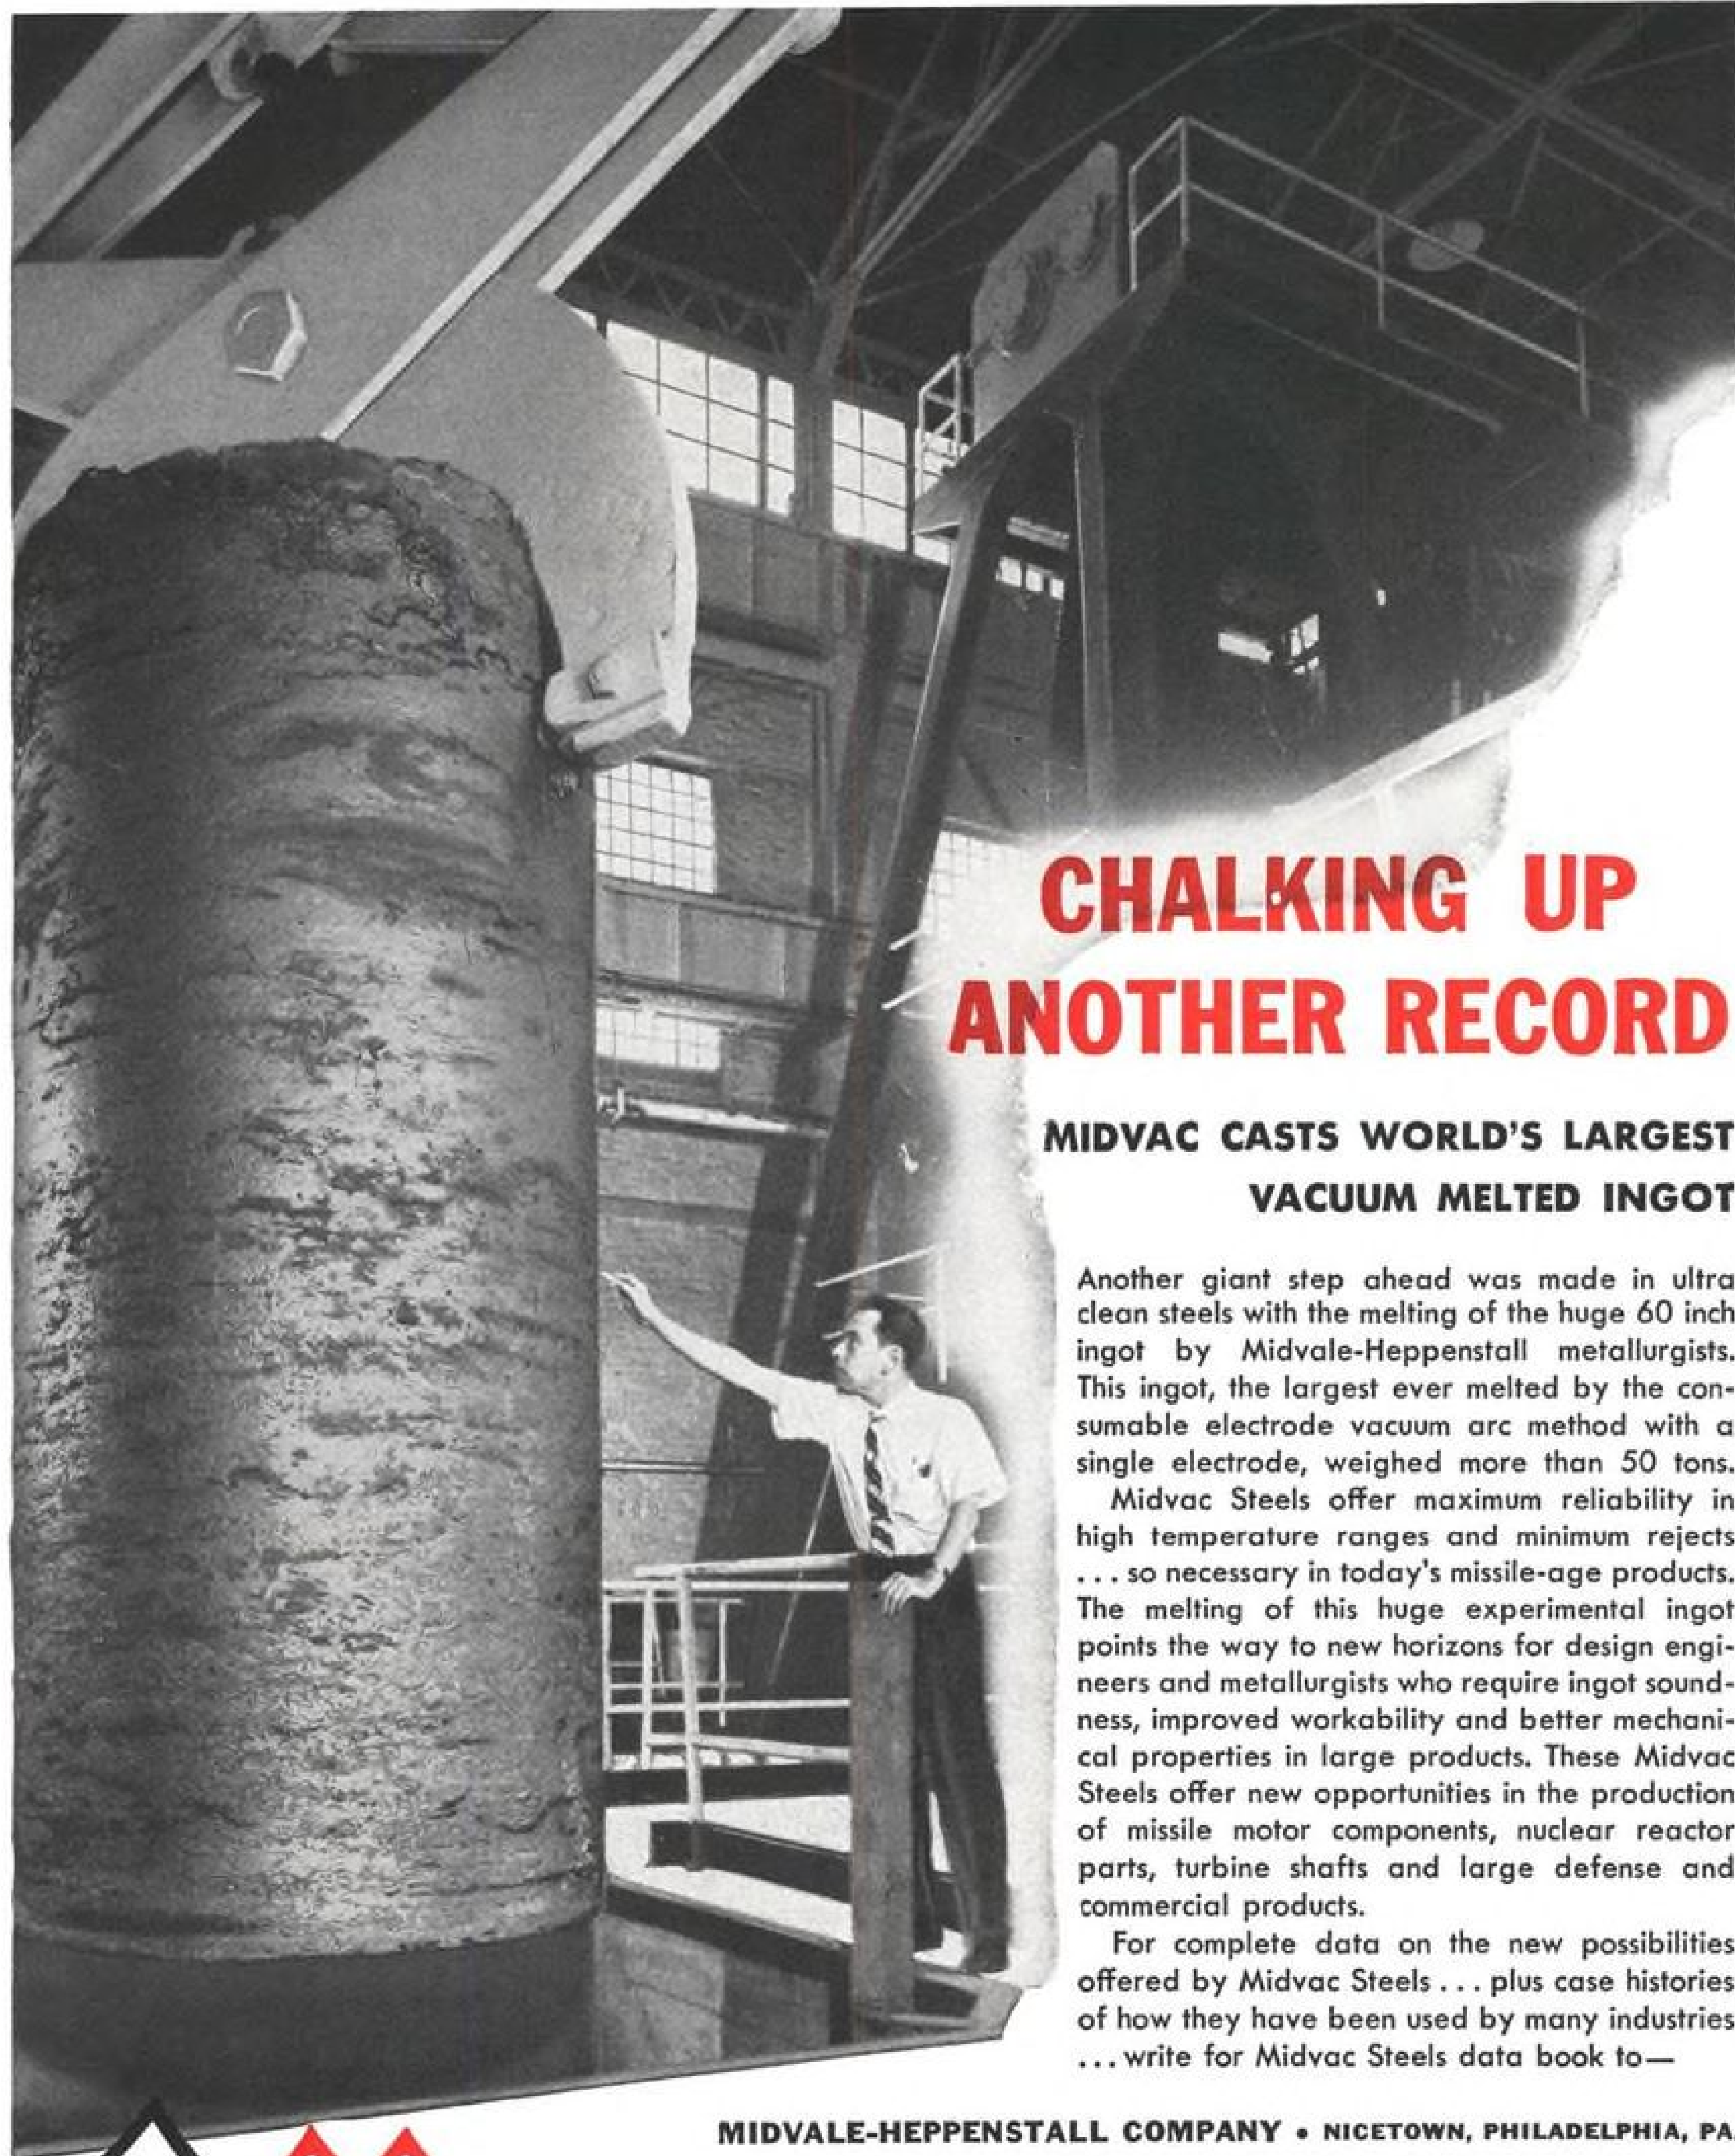 CHALKING UP
ANOTHER RECORD
MIDVAC CASTS WORLD'S LARGEST
VACUUM MELTED INGOT
Another giant step ahead was made in ultra
clean steels with the melting of the huge 60 inch
ingot by Midvale-Heppenstall metallurgists.
This ingot, the largest ever melted by the con-
sumable electrode vacuum arc method with a
single electrode, weighed more than 50 tons.
Midvac Steels offer maximum reliability in
high temperature ranges and minimum rejects
... so necessary in today's missile-age products.
The melting of this huge experimental ingot
points the way to new horizons for design engi-
neers and metallurgists who require ingot sound-
ness, improved workability and better mechani-
cal properties in large products. These Midvac
Steels offer new opportunities in the production
of missile motor components, nuclear reactor
parts, turbine shafts and large defense and
commercial products.
For complete data on the new possibilities
offered by Midvac Steels ... plus case histories
of how they have been used by many industries
... write for Midvac Steels data book to—
MIDVALE-HEPPENSTALL COMPANY • NICETOWN, PHILADELPHIA, PA